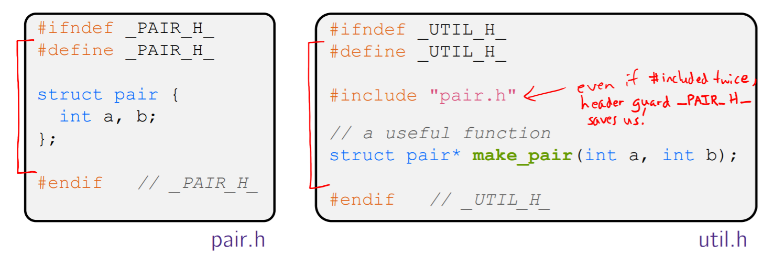 #ifndef _PAIR_H_
#define _PAIR_H_
struct pair {
int a, b;
};
#endif // _PAIR_H_
pair.h
#ifndef _UTIL_H_
#define _UTIL_H_
#include "pair.h"
even if #included twice,
header guard _PAIR_H_
saves us!
// a useful function
struct pair* make_pair(int a, int b);
#endif // _UTIL_H_
util.h